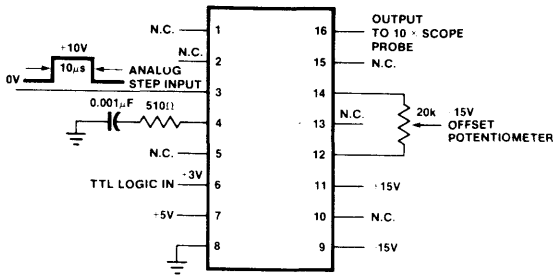 N.C. 1
N.C. 2
+10V
10μs
0V
ANALOG
STEP INPUT
3
0.001μF 510Ω
4
N.C. 5
+3V
TTL LOGIC IN 6
+5V 7
8
16 OUTPUT
TO 10 × SCOPE
PROBE
15 N.C.
14
N.C.
13
20k 15V
OFFSET
POTENTIOMETER
12
11 +15V
10 N.C.
9 15V